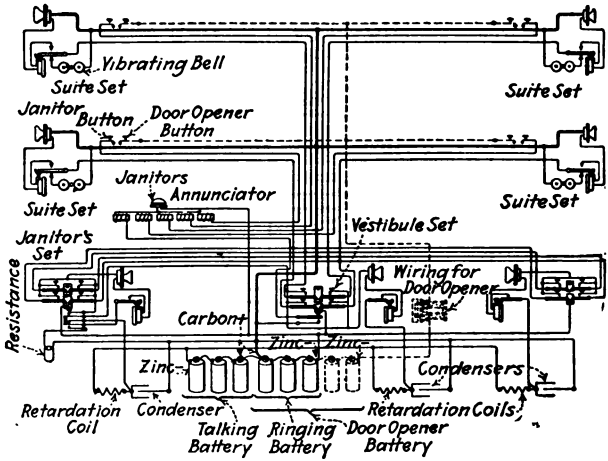 Vibrating Bell
Suite Set
Suite Set
Janitor
Button
Door Opener
Button
Janitors
Annunciator
Suite Set
Suite Set
Janitor's
Set
Vestibule Set
Wiring for
Door Opener
Resistance
Carbon+
Zinc-
Zinc-
Zinc-
Condensers
Retardation
Coil
Condenser
Retardation Coils
Talking
Battery
Ringing
Battery
Door Opener
Battery